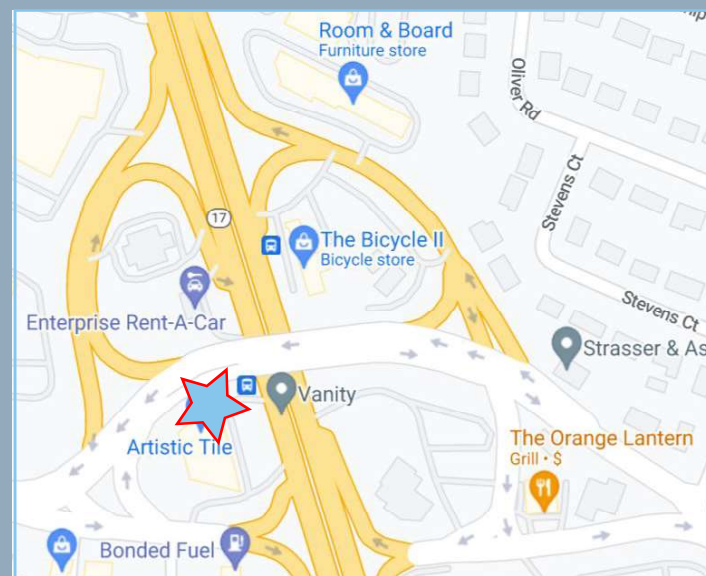 Room & Board
Furniture store
Oliver Rd
Stevens Ct
17
The Bicycle II
Bicycle store
Enterprise Rent-A-Car
Stevens Ct
Strasser & As
Vanity
Artistic Tile
The Orange Lantern
Grill • $
Bonded Fuel